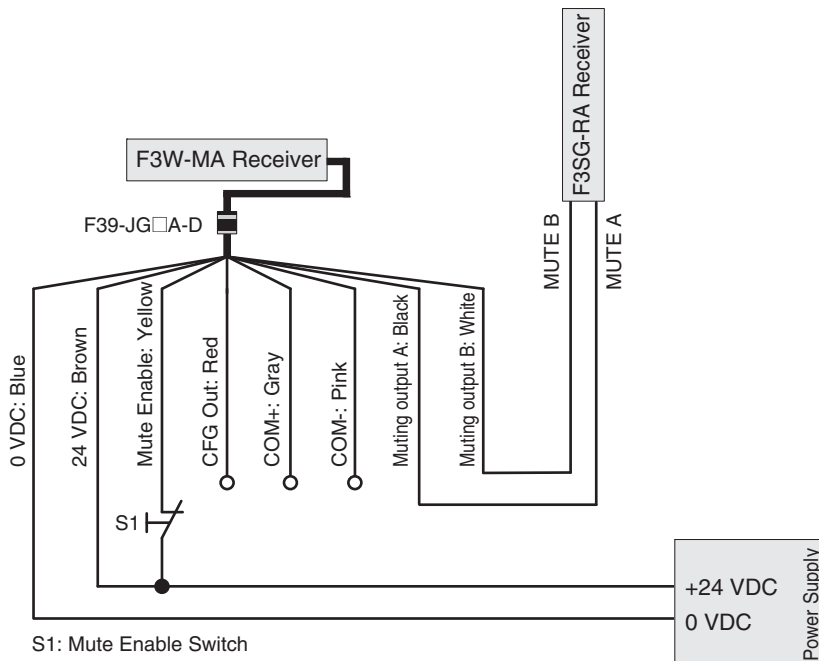 F3SG-RA Receiver
F3W-MA Receiver
F39-JG□A-D
MUTE B
MUTE A
0 VDC: Blue
24 VDC: Brown
Mute Enable: Yellow
CFG Out: Red
COM+: Gray
COM-: Pink
Muting output A: Black
Muting output B: White
S1
+24 VDC
0 VDC
Power Supply
S1: Mute Enable Switch